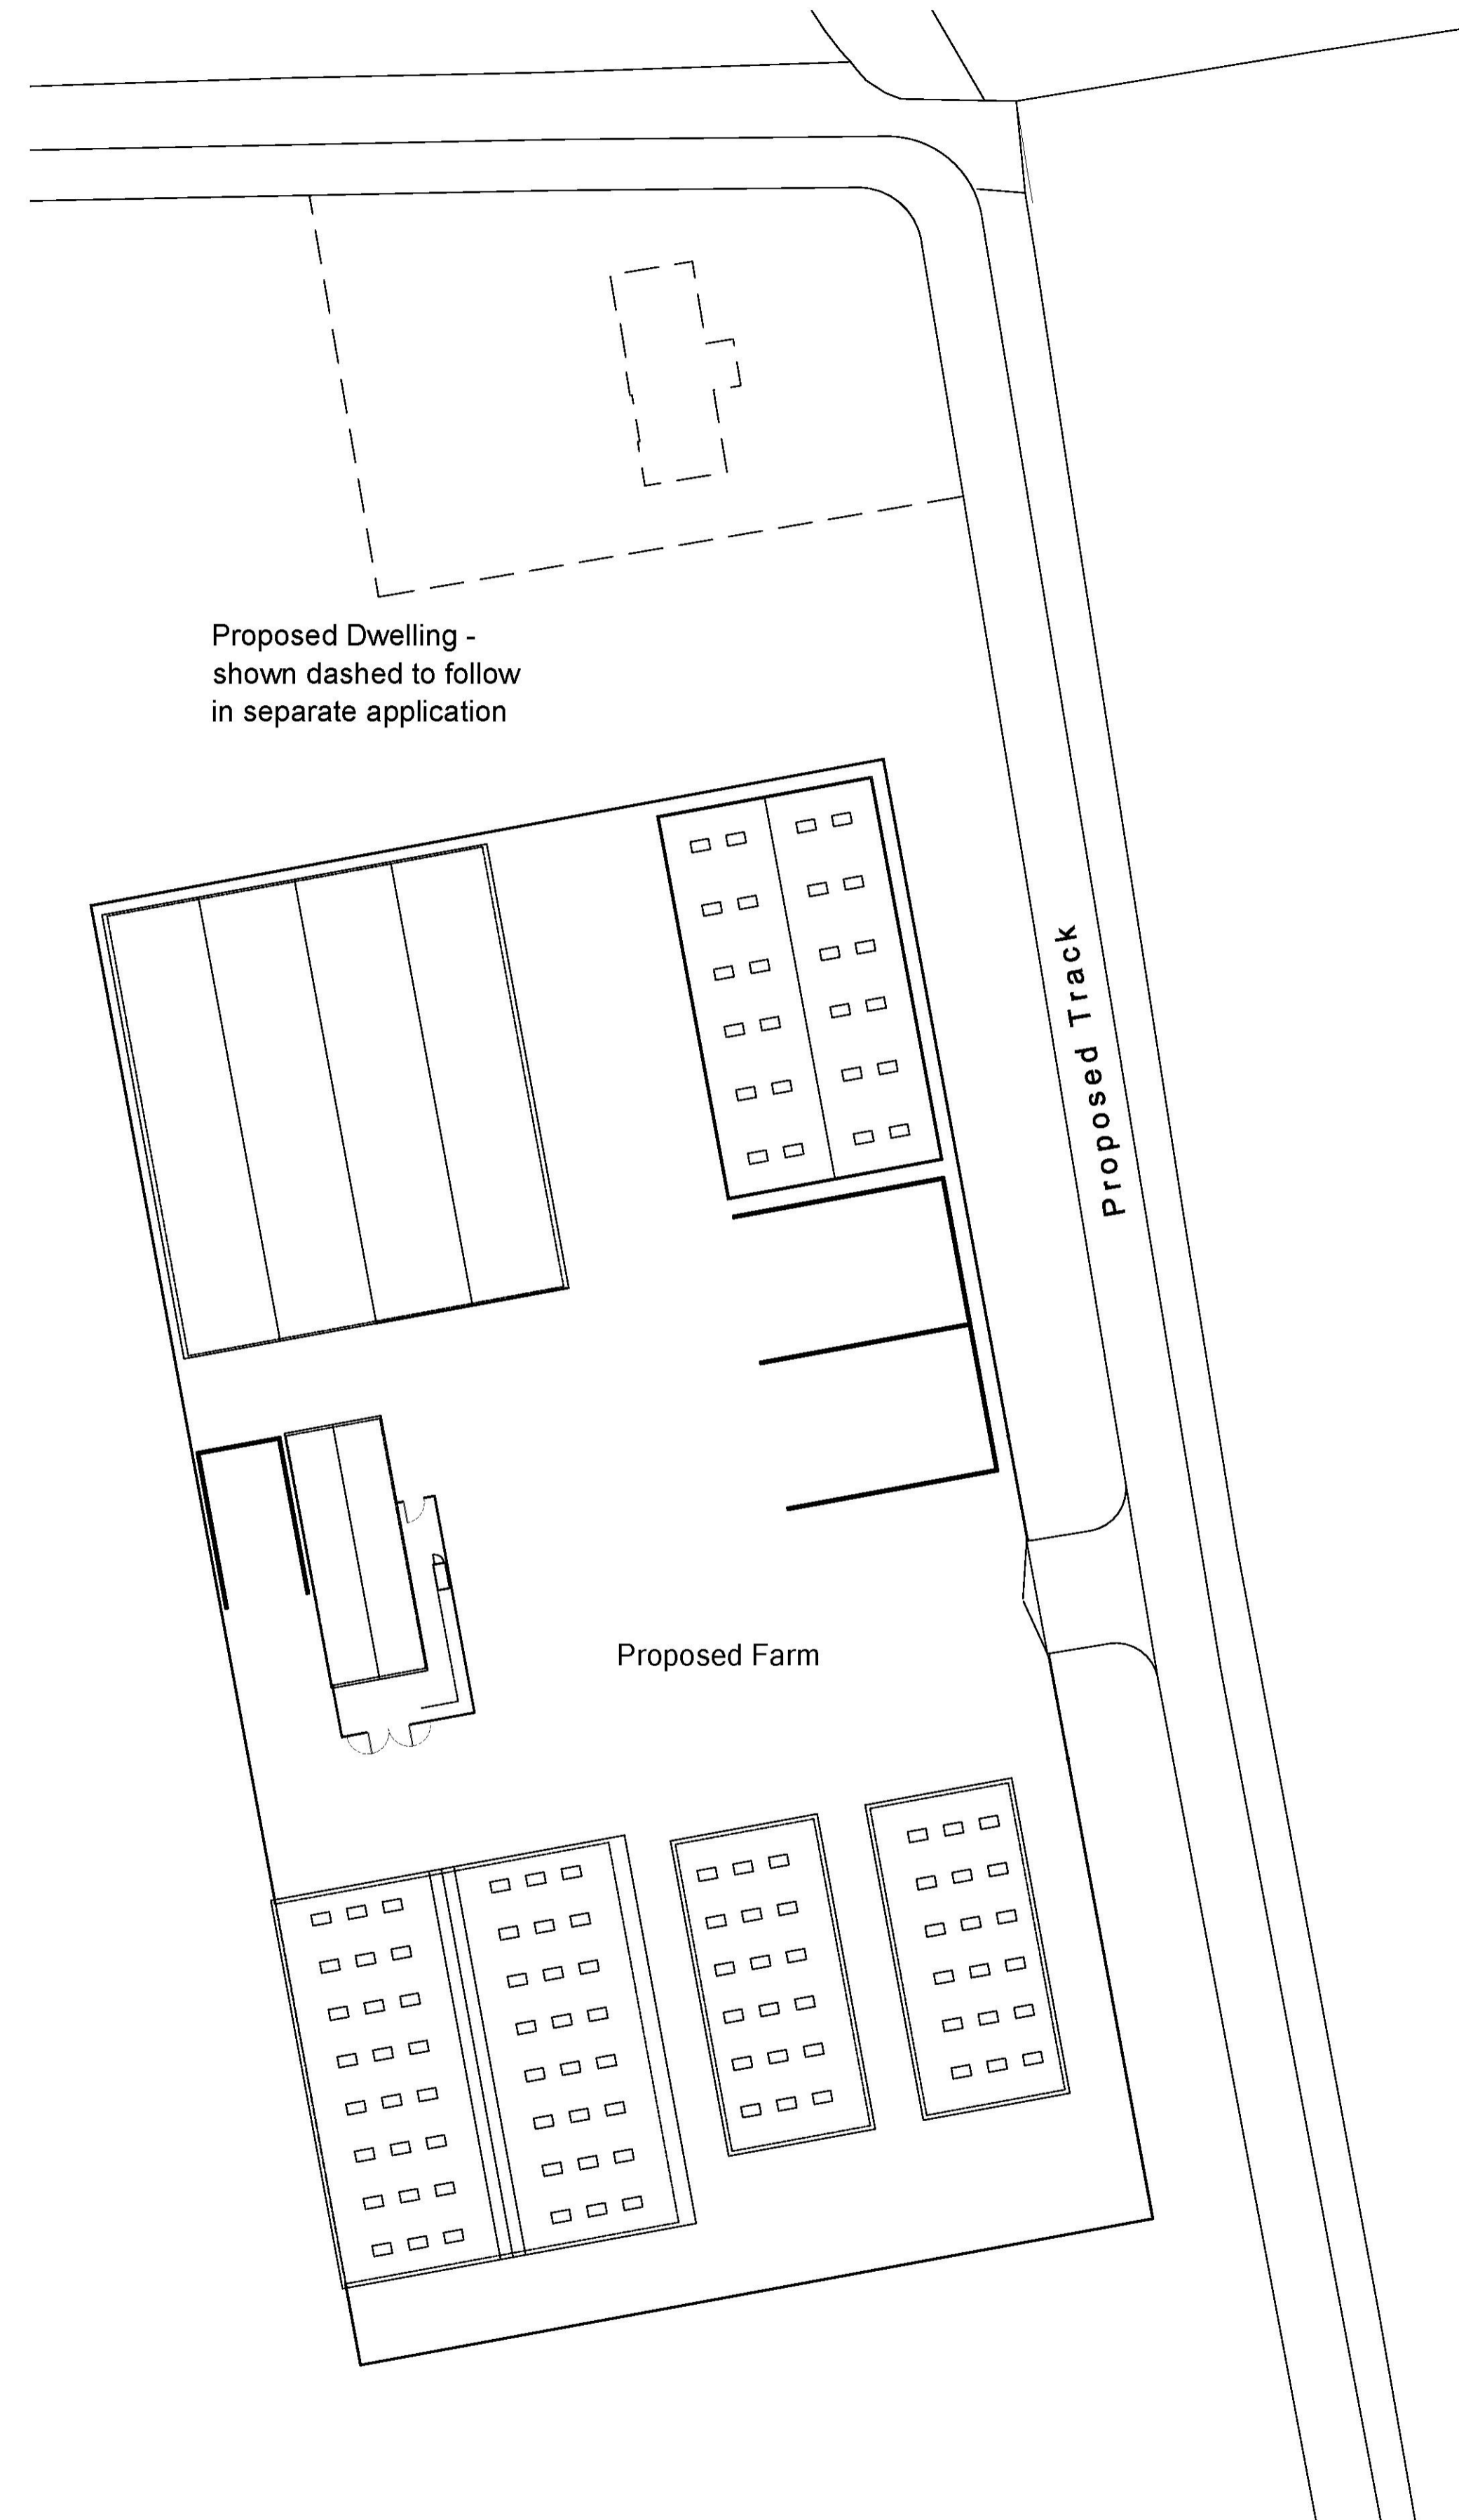 Proposed Dwelling -
shown dashed to follow
in separate application
Proposed Track
Proposed Farm